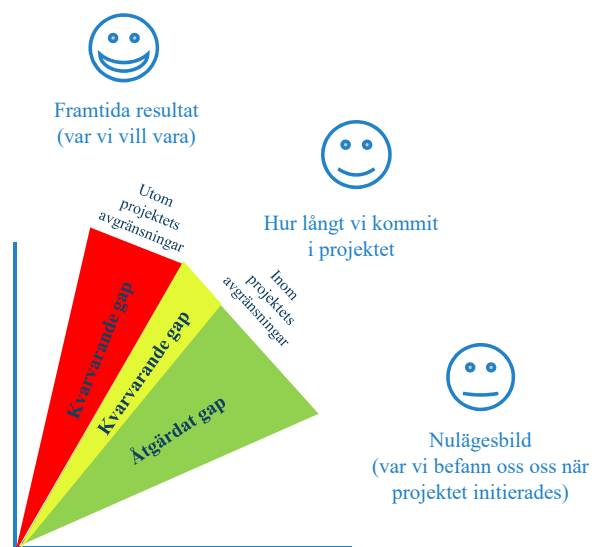 Framtida resultat
(var vi vill vara)
Hur långt vi kommit
i projektet
Utom
projektets
avgränsningar
Inom
projektets
avgränsningar
Kvarvarande gap
Kvarvarande gap
Åtgärdat gap
Nulägesbild
(var vi befann oss oss när
projektet initierades)